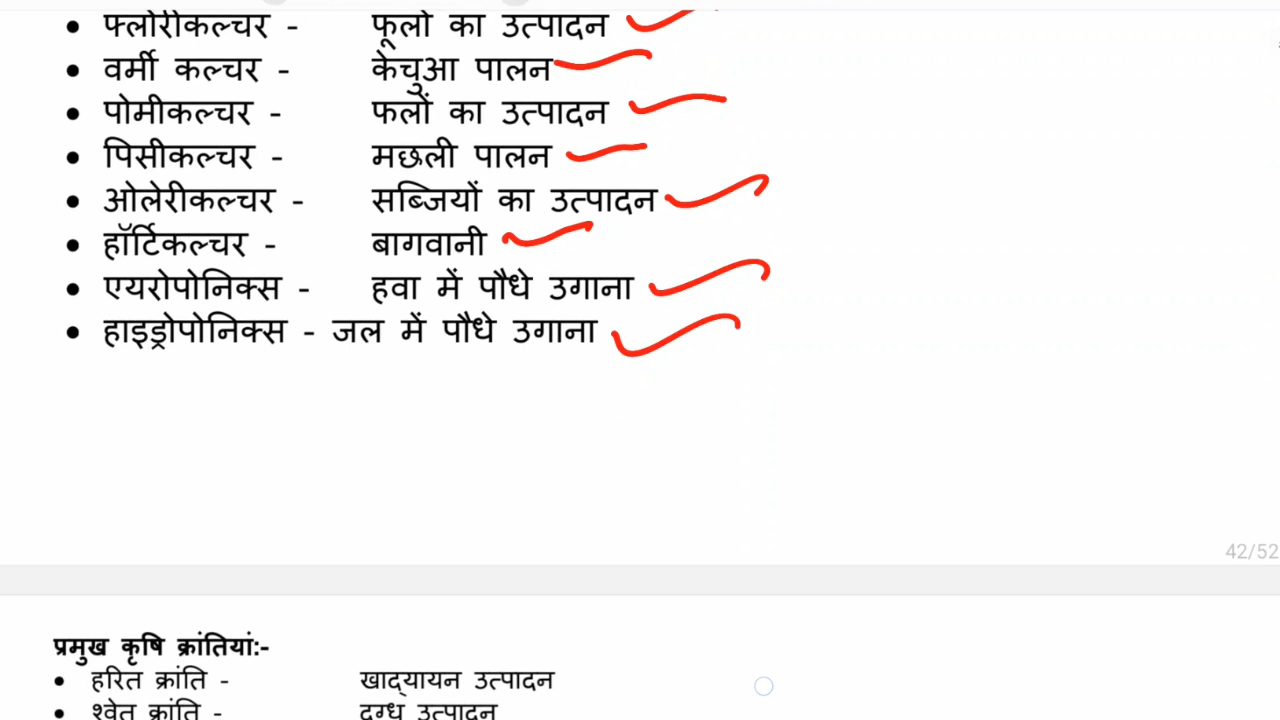 • फ्लोरीकल्चर - फूलो का उत्पादन
• वर्मी कल्चर - केचुआ पालन
• पोमीकल्चर - फलों का उत्पादन
• पिसीकल्चर - मछली पालन
• ओलेरीकल्चर - सब्जियों का उत्पादन
• हॉर्टिकल्चर - बागवानी
• एयरोपोनिक्स - हवा में पौधे उगाना
• हाइड्रोपोनिक्स - जल में पौधे उगाना
42/52
प्रमुख कृषि क्रांतियां:-
• हरित क्रांति - खाद्यायन उत्पादन
• श्वेत क्रांति - दुग्ध उत्पादन